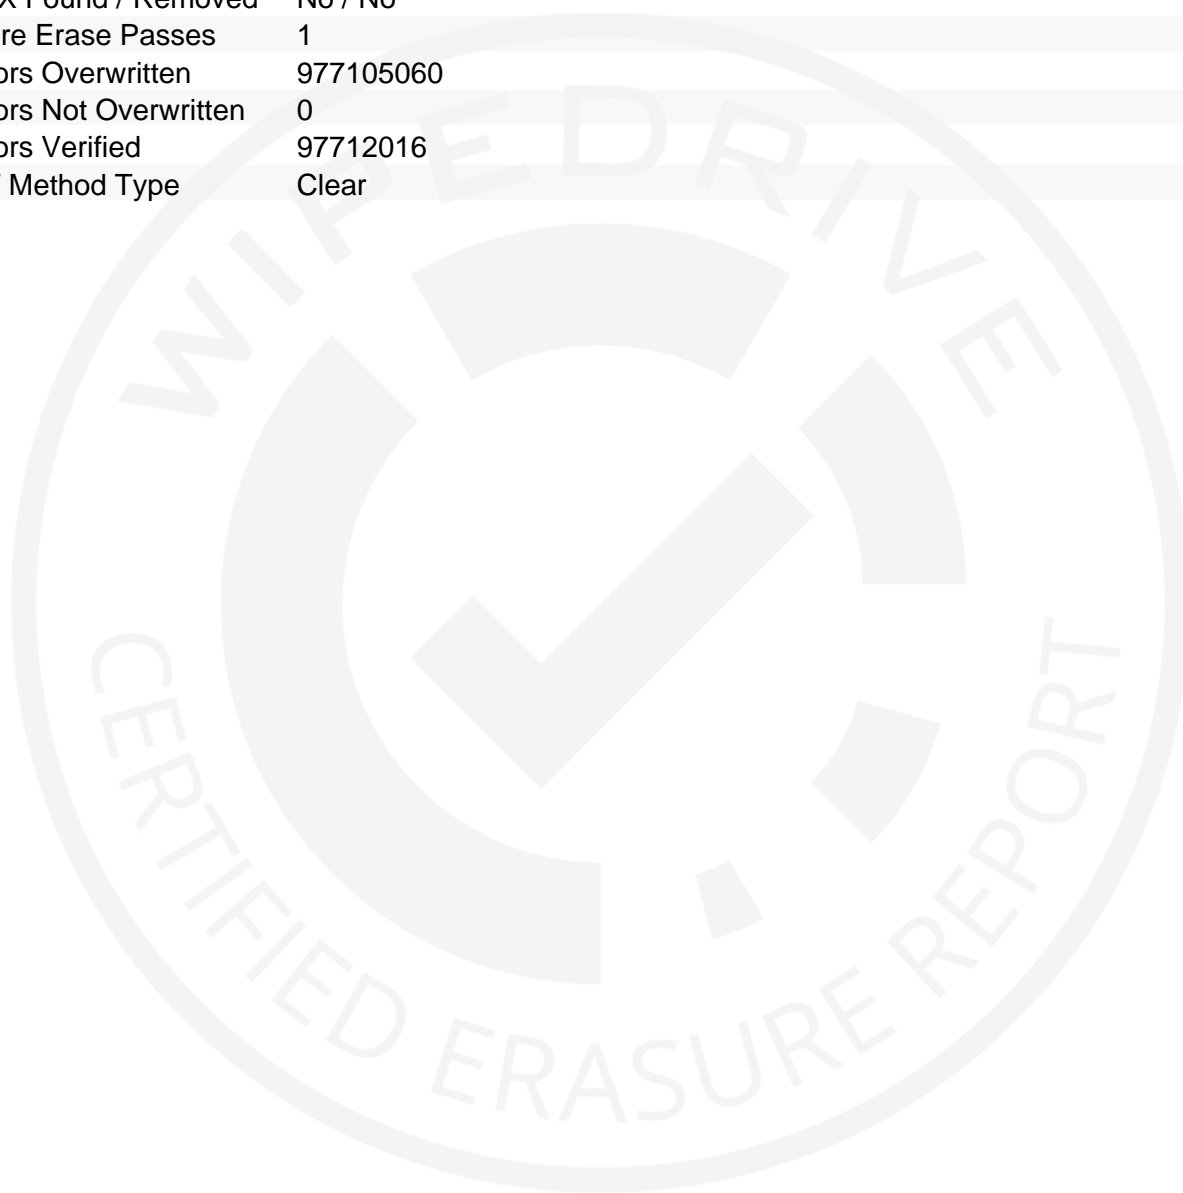 X Found / Removed No / No
re Erase Passes 1
ors Overwritten 977105060
ors Not Overwritten 0
ors Verified 97712016
Method Type Clear
WIPEDRIVE
CERTIFIED ERASURE REPORT